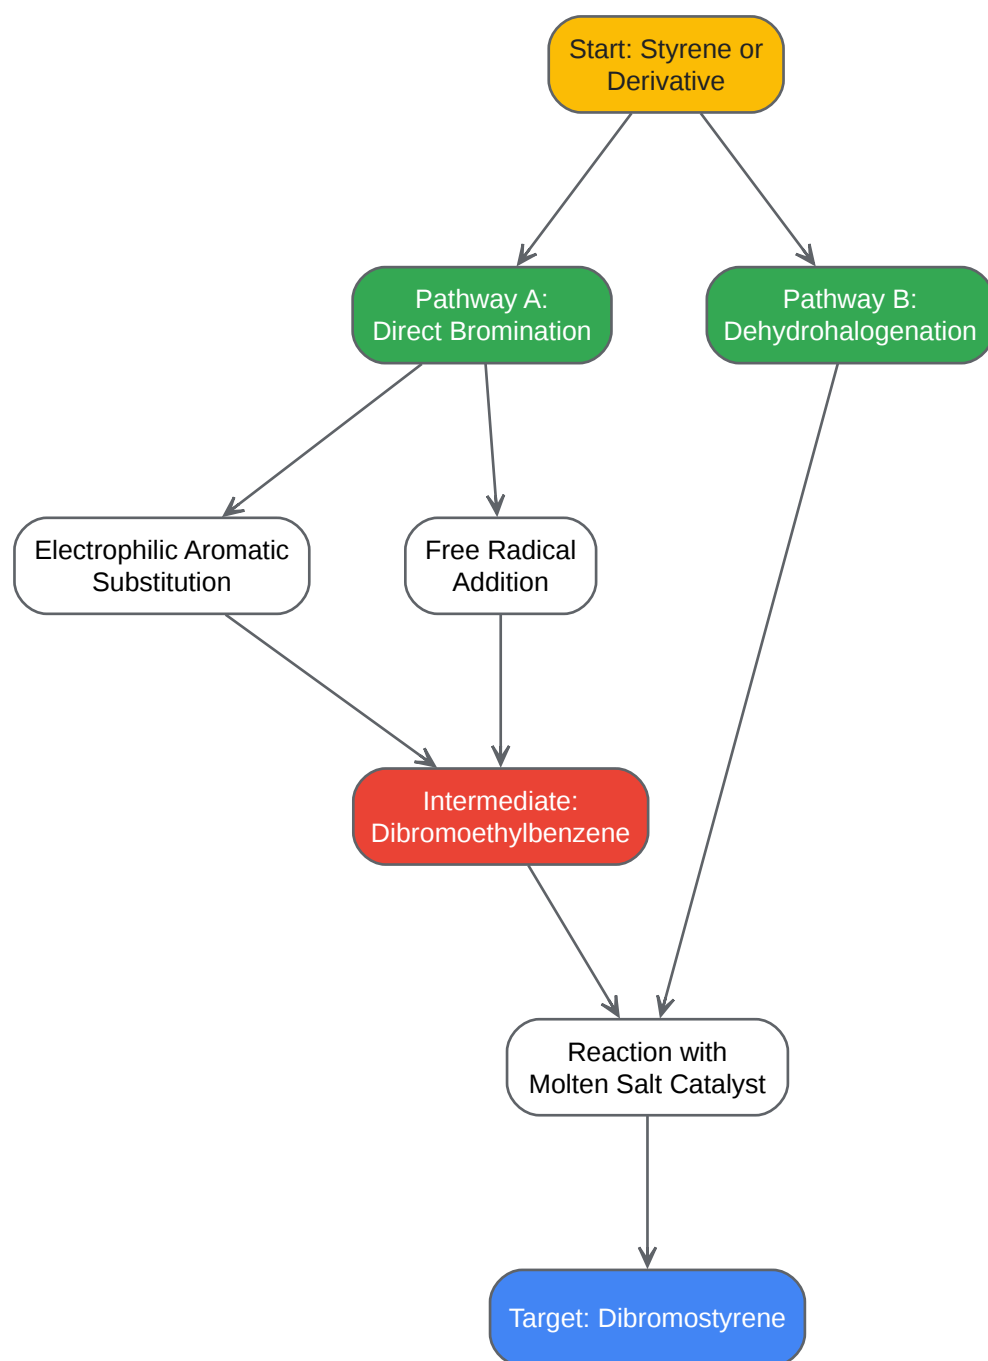 Start: Styrene or
Derivative
Pathway A:
Direct Bromination
Pathway B:
Dehydrohalogenation
Electrophilic Aromatic
Substitution
Free Radical
Addition
Intermediate:
Dibromoethylbenzene
Reaction with
Molten Salt Catalyst
Target: Dibromostyrene